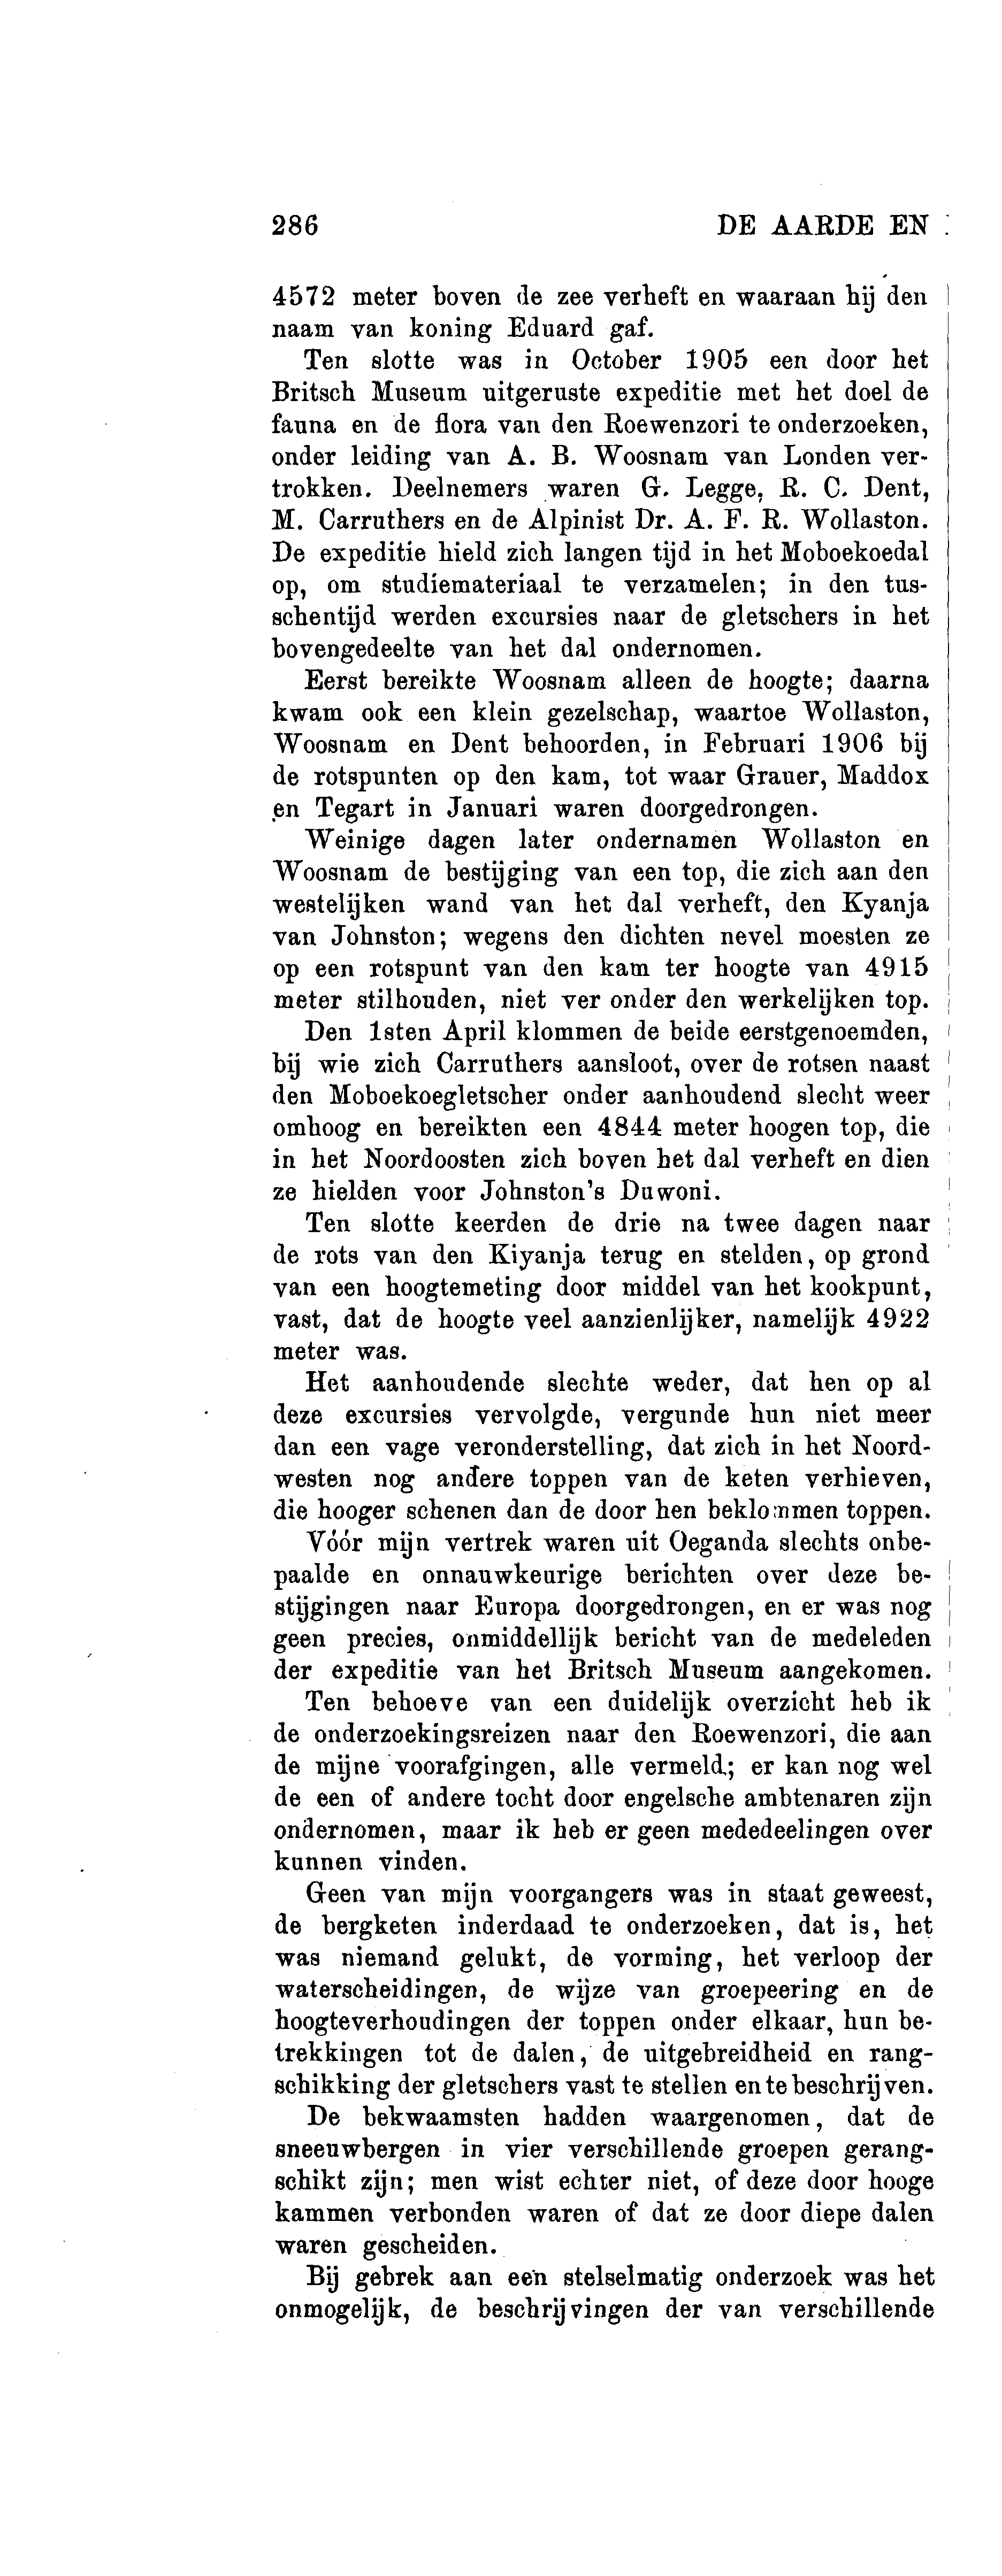 286 DE AARDE EN
4572 meter boven de zee verheft en waaraan hij den
naam van koning Eduard gaf.
Ten slotte was in October 1905 een door het
Britsch Museum uitgeruste expeditie met het doel de
fauna en de flora van den Roewenzori te onderzoeken,
onder leiding van A. B. Woosnam van Londen ver-
trokken. Deelnemers waren G. Legge, R. C. Dent,
M. Carruthers en de Alpinist Dr. A. F. R. Wollaston.
De expeditie hield zich langen tijd in het Moboekoedal
op, om studiemateriaal te verzamelen; in den tus-
schentijd werden excursies naar de gletschers in het
bovengedeelte van het dal ondernomen.
Eerst bereikte Woosnam alleen de hoogte; daarna
kwam ook een klein gezelschap, waartoe Wollaston,
Woosnam en Dent behoorden, in Februari 1906 bij
de rotspunten op den kam, tot waar Grauer, Maddox
en Tegart in Januari waren doorgedrongen.
Weinige dagen later ondernamen Wollaston en
Woosnam de bestijging van een top, die zich aan den
westelijken wand van het dal verheft, den Kyanja
van Johnston; wegens den dichten nevel moesten ze
op een rotspunt van den kam ter hoogte van 4915
meter stilhouden, niet ver onder den werkelijken top.
Den 1sten April klommen de beide eerstgenoemden,
bij wie zich Carruthers aansloot, over de rotsen naast
den Moboekoegletscher onder aanhoudend slecht weer
omhoog en bereikten een 4844 meter hoogen top, die
in het Noordoosten zich boven het dal verheft en dien
ze hielden voor Johnston's Duwoni.
Ten slotte keerden de drie na twee dagen naar
de rots van den Kiyanja terug en stelden, op grond
van een hoogtemeting door middel van het kookpunt,
vast, dat de hoogte veel aanzienlijker, namelijk 4922
meter was.
Het aanhoudende slechte weder, dat hen op al
deze excursies vervolgde, vergunde hun niet meer
dan een vage veronderstelling, dat zich in het Noord-
westen nog andere toppen van de keten verhieven,
die hooger schenen dan de door hen beklommen toppen.
Vóór mijn vertrek waren uit Oeganda slechts onbe-
paalde en onnauwkeurige berichten over deze be-
stijgingen naar Europa doorgedrongen, en er was nog
geen precies, onmiddellijk bericht van de medeleden
der expeditie van het Britsch Museum aangekomen.
Ten behoeve van een duidelijk overzicht heb ik
de onderzoekingsreizen naar den Roewenzori, die aan
de mijne voorafgingen, alle vermeld; er kan nog wel
de een of andere tocht door engelsche ambtenaren zijn
ondernomen, maar ik heb er geen mededeelingen over
kunnen vinden.
Geen van mijn voorgangers was in staat geweest,
de bergketen inderdaad te onderzoeken, dat is, het
was niemand gelukt, de vorming, het verloop der
waterscheidingen, de wijze van groepeering en de
hoogteverhoudingen der toppen onder elkaar, hun be-
trekkingen tot de dalen, de uitgebreidheid en rang-
schikking der gletschers vast te stellen en te beschrijven.
De bekwaamsten hadden waargenomen, dat de
sneeuwbergen in vier verschillende groepen gerang-
schikt zijn; men wist echter niet, of deze door hooge
kammen verbonden waren of dat ze door diepe dalen
waren gescheiden.
Bij gebrek aan een stelselmatig onderzoek was het
onmogelijk, de beschrijvingen der van verschillende